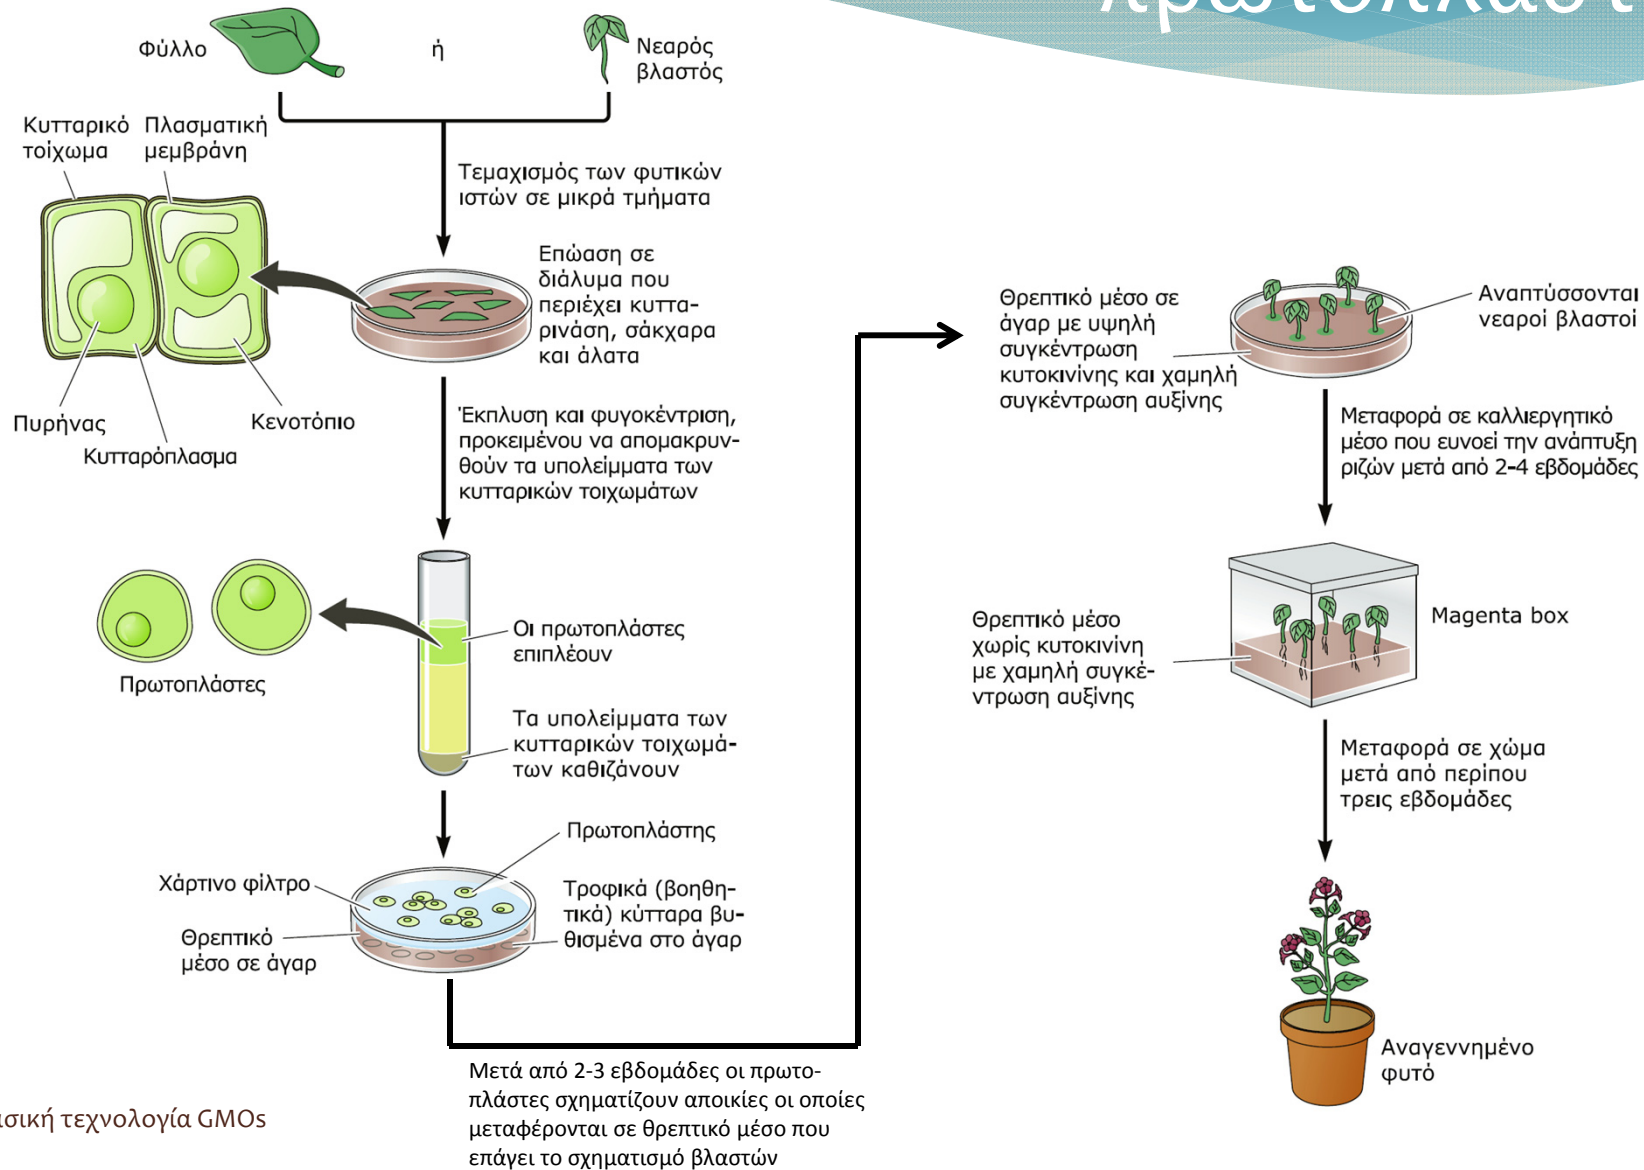 Φύλλο
ή
Νεαρός
βλαστός
Κυτταρικό
τοίχωμα
Πλασματική
μεμβράνη
Τεμαχισμός των φυτικών
ιστών σε μικρά τμήματα
Επώαση σε
διάλυμα που
περιέχει κυττα-
ρινάση, σάκχαρα
και άλατα
Πυρήνας
Κυτταρόπλασμα
Κενοτόπιο
Έκπλυση και φυγοκέντριση,
προκειμένου να απομακρυν-
θούν τα υπολείμματα των
κυτταρικών τοιχωμάτων
Πρωτοπλάστες
Οι πρωτοπλάστες
επιπλέουν
Τα υπολείμματα των
κυτταρικών τοιχωμά-
των καθιζάνουν
Πρωτοπλάστης
Χάρτινο φίλτρο
Θρεπτικό
μέσο σε άγαρ
Τροφικά (βοηθη-
τικά) κύτταρα βυ-
θισμένα στο άγαρ
Μετά από 2-3 εβδομάδες οι πρωτο-
πλάστες σχηματίζουν αποικίες οι οποίες
μεταφέρονται σε θρεπτικό μέσο που
επάγει το σχηματισμό βλαστών
Θρεπτικό μέσο σε
άγαρ με υψηλή
συγκέντρωση
κυτοκινίνης και χαμηλή
συγκέντρωση αυξίνης
Αναπτύσσονται
νεαροί βλαστοί
Μεταφορά σε καλλιεργητικό
μέσο που ευνοεί την ανάπτυξη
ριζών μετά από 2-4 εβδομάδες
Θρεπτικό μέσο
χωρίς κυτοκινίνη
με χαμηλή συγκέ-
ντρωση αυξίνης
Magenta box
Μεταφορά σε χώμα
μετά από περίπου
τρεις εβδομάδες
Αναγεννημένο
φυτό
τεχνολογία GMOs